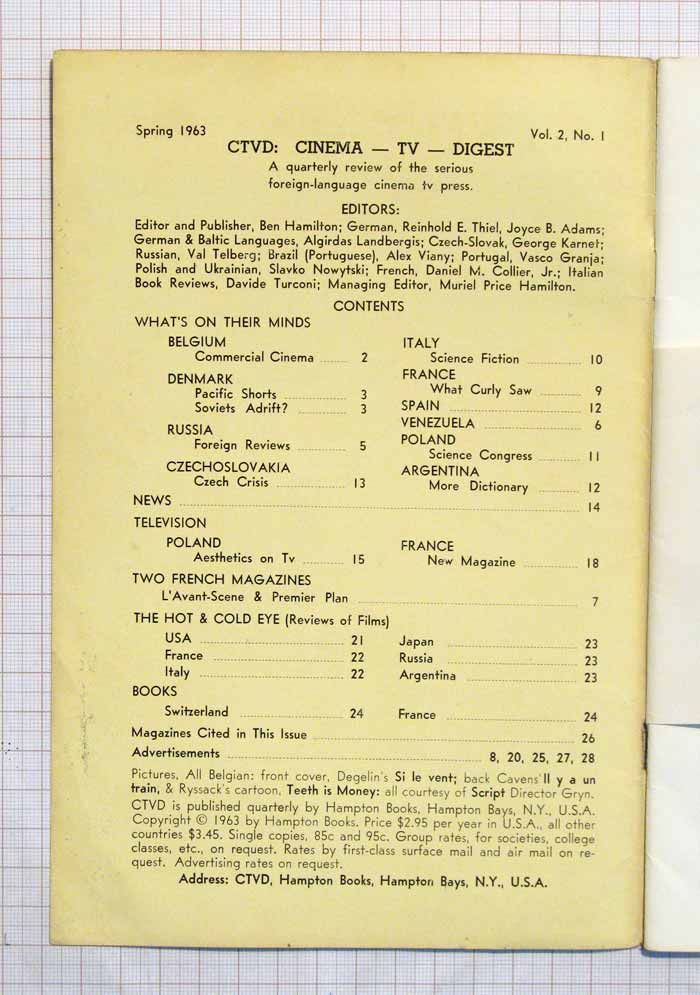 Spring 1963 Vol. 2, No. 1
CTVD: CINEMA — TV — DIGEST
A quarterly review of the serious
foreign-language cinema tv press.
EDITORS:
Editor and Publisher, Ben Hamilton; German, Reinhold E. Thiel, Joyce B. Adams;
German & Baltic Languages, Algirdas Landbergis; Czech-Slovak, George Karnet;
Russian, Val Telberg; Brazil (Portuguese), Alex Viany; Portugal, Vasco Granja;
Polish and Ukrainian, Slavko Nowytski; French, Daniel M. Collier, Jr.; Italian
Book Reviews, Davide Turconi; Managing Editor, Muriel Price Hamilton.
CONTENTS
WHAT'S ON THEIR MINDS
BELGIUM
Commercial Cinema ........ 2
DENMARK
Pacific Shorts ........ 3
Soviets Adrift? ........ 3
RUSSIA
Foreign Reviews ........ 5
CZECHOSLOVAKIA
Czech Crisis ........ 13
ITALY
Science Fiction ........ 10
FRANCE
What Curly Saw ........ 9
SPAIN ........ 12
VENEZUELA ........ 6
POLAND
Science Congress ........ 11
ARGENTINA
More Dictionary ........ 12
NEWS ........ 14
TELEVISION
POLAND
Aesthetics on Tv ........ 15
FRANCE
New Magazine ........ 18
TWO FRENCH MAGAZINES
L'Avant-Scene & Premier Plan ........ 7
THE HOT & COLD EYE (Reviews of Films)
USA ........ 21
France ........ 22
Italy ........ 22
Japan ........ 23
Russia ........ 23
Argentina ........ 23
BOOKS
Switzerland ........ 24
France ........ 24
Magazines Cited in This Issue ........ 26
Advertisements ........ 8, 20, 25, 27, 28
Pictures, All Belgian: front cover, Degelin's Si le vent; back Cavens' Il y a un
train, & Ryssack's cartoon, Teeth is Money: all courtesy of Script Director Gryn.
CTVD is published quarterly by Hampton Books, Hampton Bays, N.Y., U.S.A.
Copyright © 1963 by Hampton Books. Price $2.95 per year in U.S.A., all other
countries $3.45. Single copies, 85c and 95c. Group rates, for societies, college
classes, etc., on request. Rates by first-class surface mail and air mail on re-
quest. Advertising rates on request.
Address: CTVD, Hampton Books, Hampton Bays, N.Y., U.S.A.